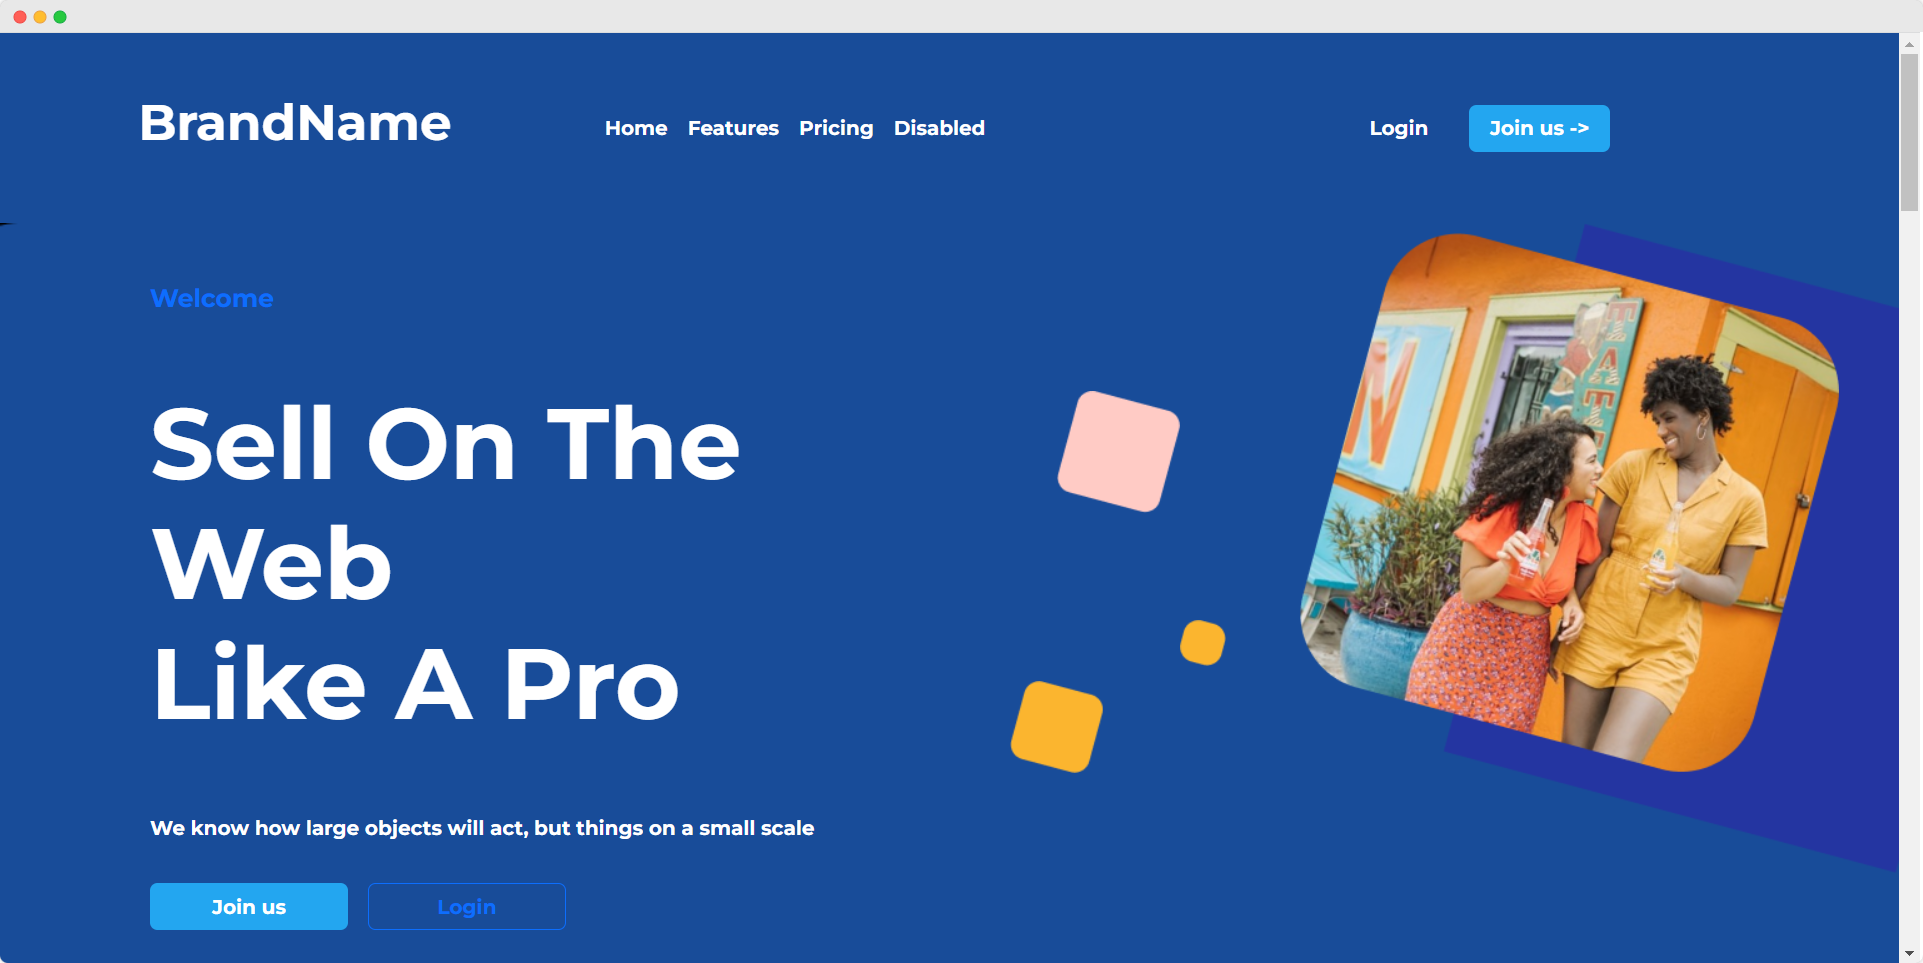 BrandName
Home Features Pricing Disabled
Login
Join us ->
Welcome
Sell On The
Web
Like A Pro
We know how large objects will act, but things on a small scale
Join us
Login